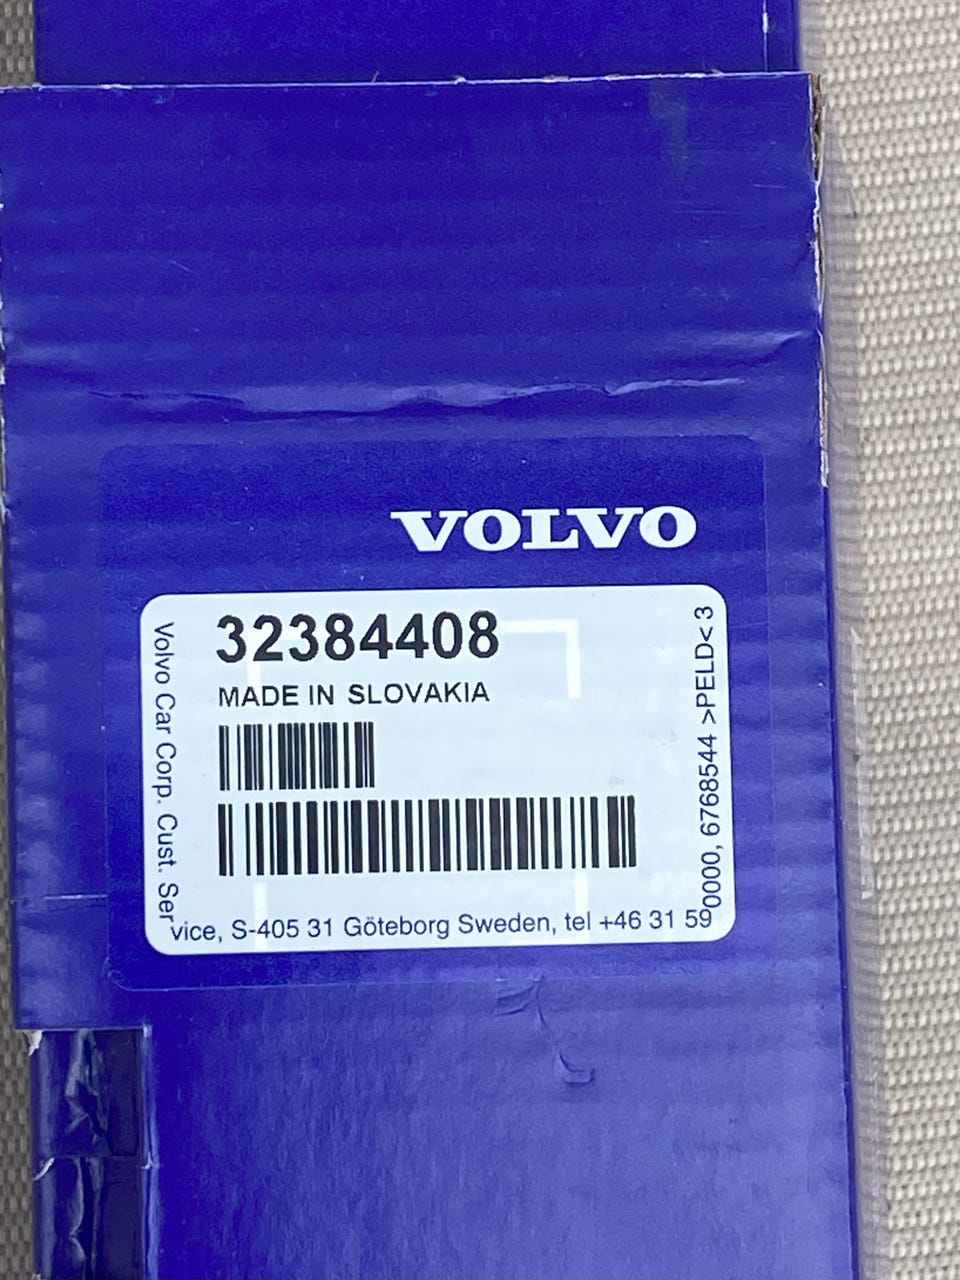 VOLVO
32384408
MADE IN SLOVAKIA
Volvo Car Corp. Cust. Ser
vice, S-405 31 Göteborg Sweden, tel +46 31 59
0000, 6768544 >PELD< 3